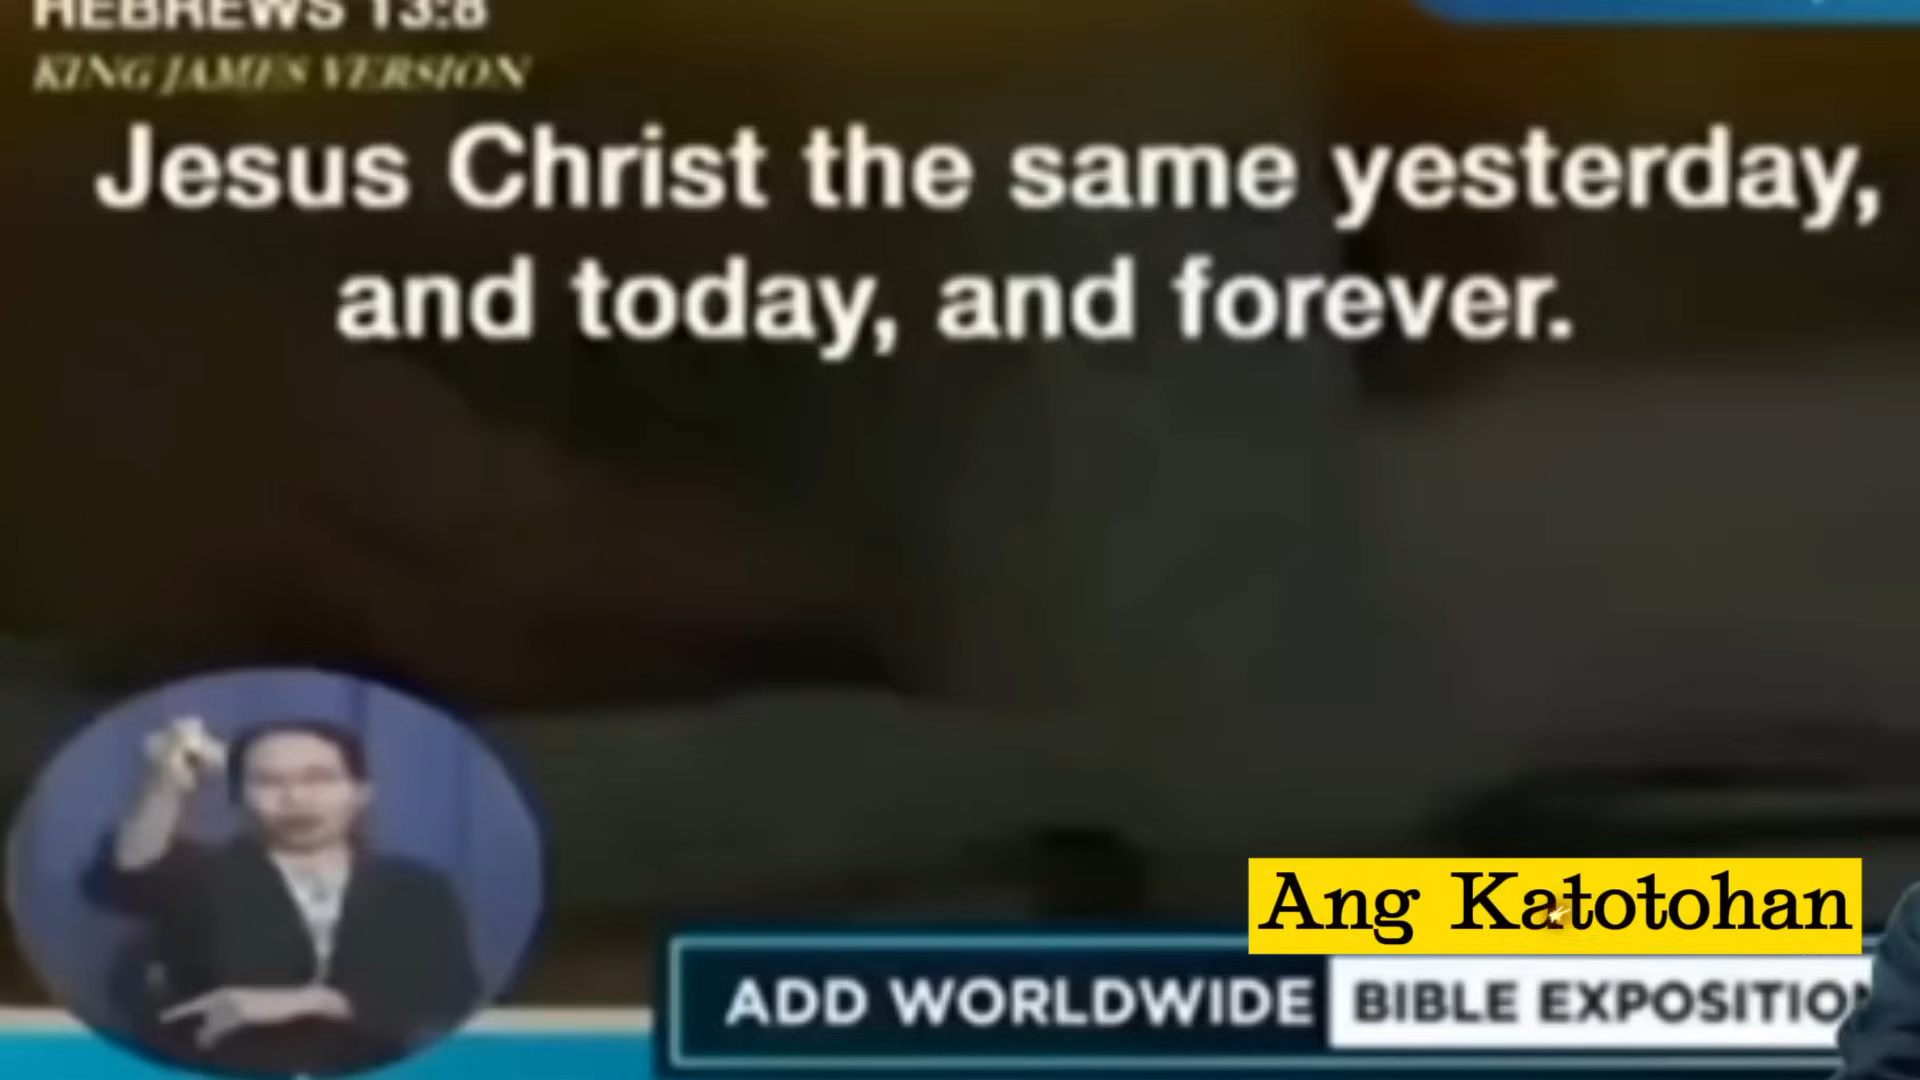 HEBREWS 13:8
KING JAMES VERSION
Jesus Christ the same yesterday,
and today, and forever.
Ang Katotohan
ADD WORLDWIDE BIBLE EXPOSITION